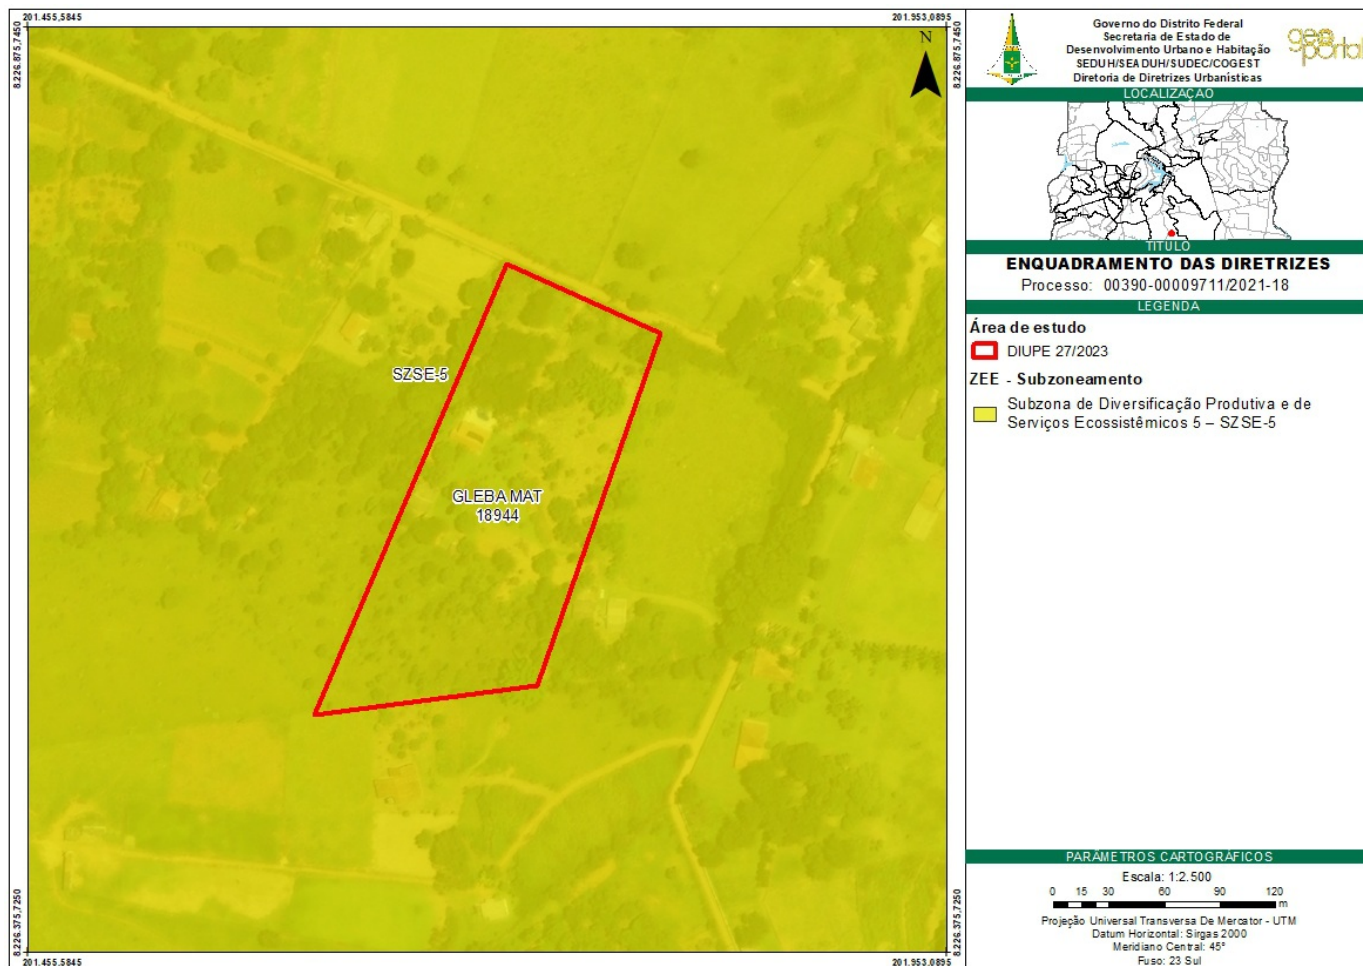 201.455,5845
201.953,0895
8.226.875,7450
8.226.875,7450
N
SZSE-5
GLEBA MAT
18944
8.226.375,7250
8.226.375,7250
201.455,5845
201.953,0895
Governo do Distrito Federal
Secretaria de Estado de
Desenvolvimento Urbano e Habitação
SEDUH/SEADUH/SUDEC/COGEST
Diretoria de Diretrizes Urbanísticas
geo
portal
LOCALIZAÇÃO
TÍTULO
ENQUADRAMENTO DAS DIRETRIZES
Processo: 00390-00009711/2021-18
LEGENDA
Área de estudo
DIUPE 27/2023
ZEE - Subzoneamento
Subzona de Diversificação Produtiva e de
Serviços Ecossistêmicos 5 – SZSE-5
PARÂMETROS CARTOGRÁFICOS
Escala: 1:2.500
0 15 30 60 90 120
m
Projeção Universal Transversa De Mercator - UTM
Datum Horizontal: Sirgas 2000
Meridiano Central: 45°
Fuso: 23 Sul